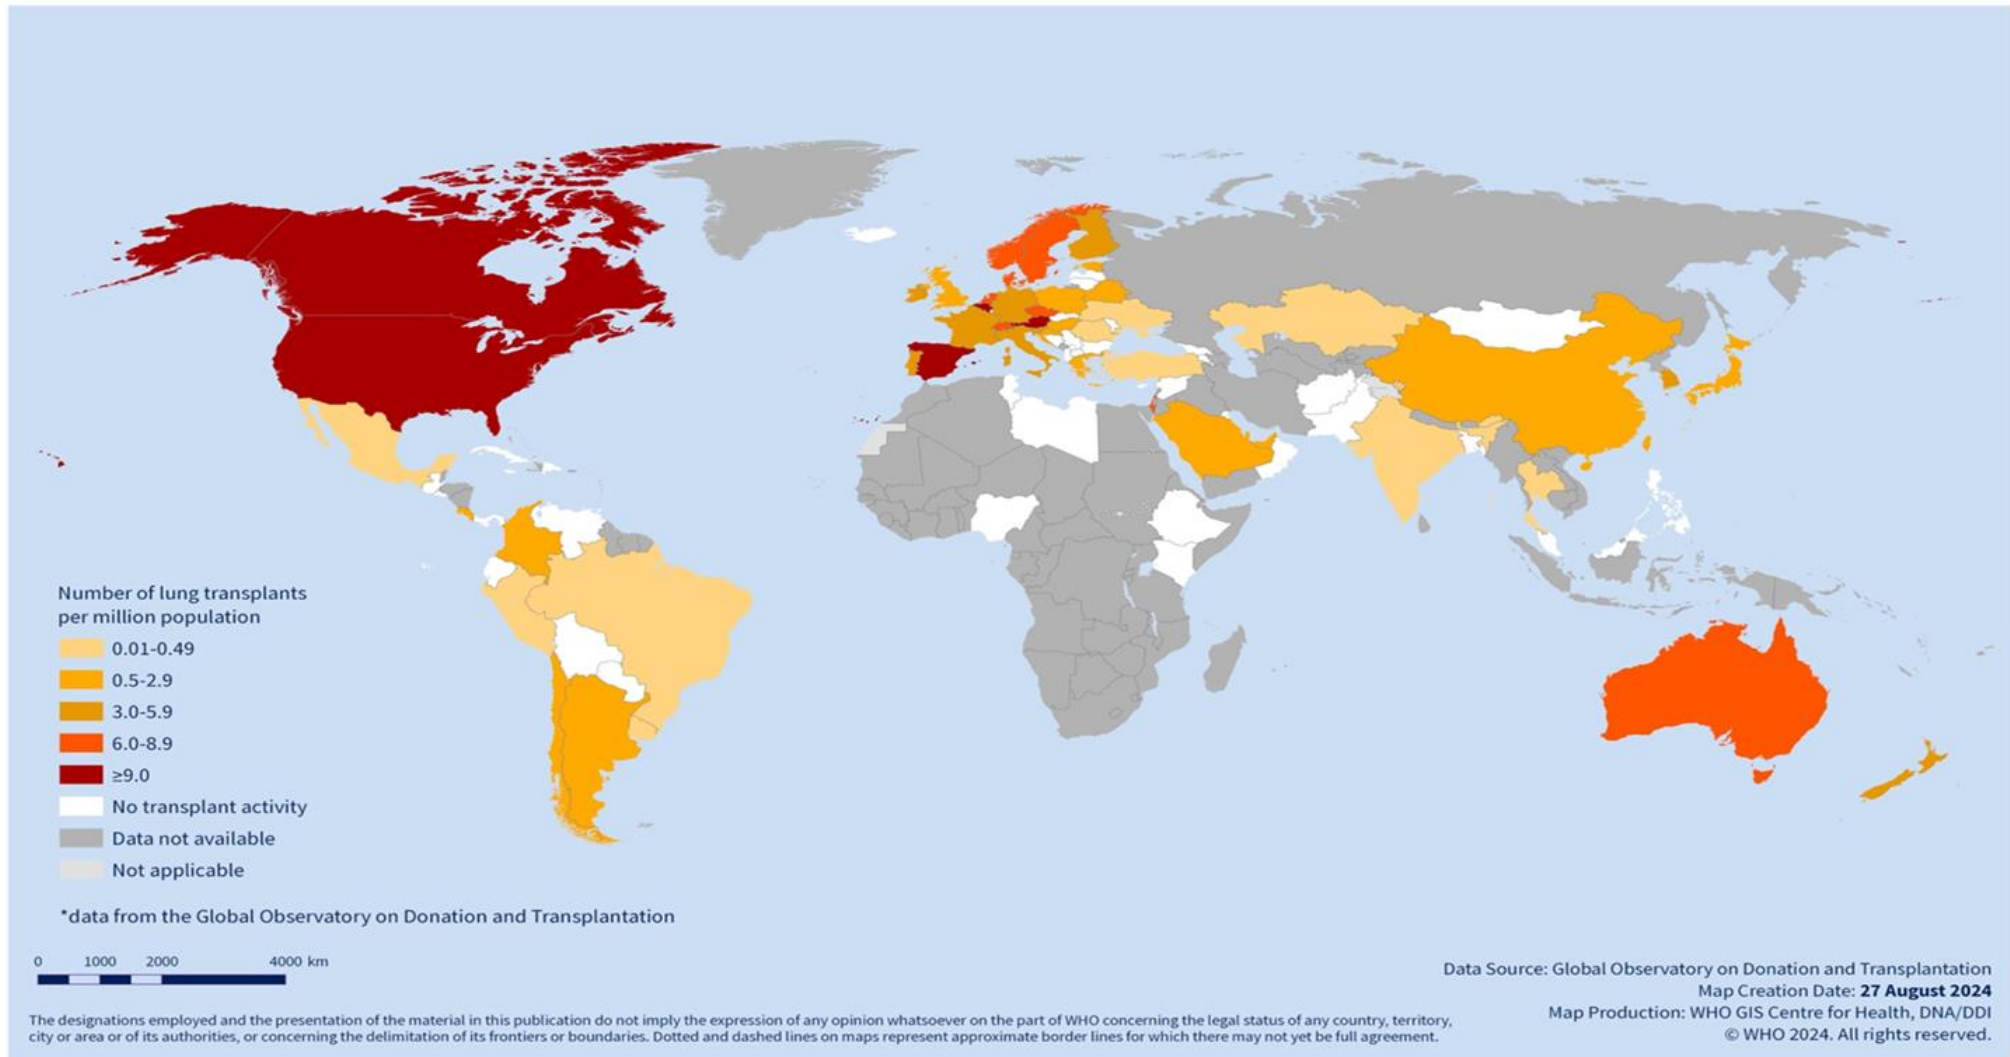 Number of lung transplants
per million population
0.01-0.49
0.5-2.9
3.0-5.9
6.0-8.9
≥9.0
No transplant activity
Data not available
Not applicable
*data from the Global Observatory on Donation and Transplantation
0 1000 2000 4000 km
Data Source: Global Observatory on Donation and Transplantation
Map Creation Date: 27 August 2024
Map Production: WHO GIS Centre for Health, DNA/DDI
© WHO 2024. All rights reserved.
The designations employed and the presentation of the material in this publication do not imply the expression of any opinion whatsoever on the part of WHO concerning the legal status of any country, territory,
city or area or of its authorities, or concerning the delimitation of its frontiers or boundaries. Dotted and dashed lines on maps represent approximate border lines for which there may not yet be full agreement.